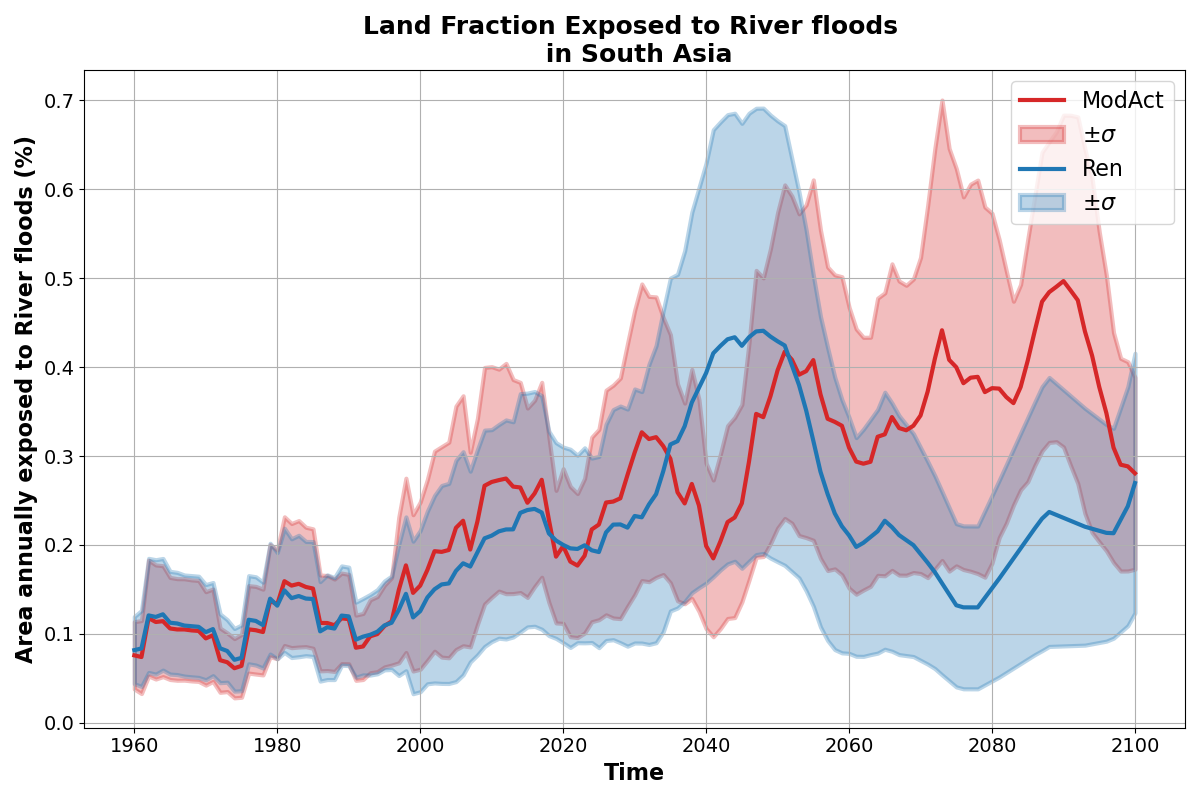 Land Fraction Exposed to River floods
in South Asia
Area annually exposed to River floods (%)
0.7
0.6
0.5
0.4
0.3
0.2
0.1
0.0
ModAct
±σ
Ren
±σ
1960 1980 2000 2020 2040 2060 2080 2100
Time